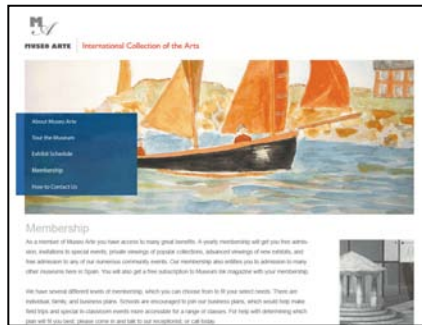 MA
MUSEO ARTE | International Collection of the Arts
About Museo Arte
Tour the Museum
Exhibit Schedule
Membership
How to Contact Us
Membership
As a member of Museo Arte you have access to many great benefits. A yearly membership will get you free admis-
sion, invitations to special events, private viewings of popular collections, advanced viewings of new exhibits, and
free admission to any of our numerous community events. Our membership also entitles you to admission to many
other museums here in Spain. You will also get a free subscription to Museum Ink magazine with your membership.
We have several different levels of membership, which you can choose from to fit your select needs. There are
individual, family, and business plans. Schools are encouraged to join our business plans, which would help make
field trips and special in-classroom events more accessible for a range of classes. For help with determining which
plan will fit you best, please come in and talk to our receptionist, or call today.